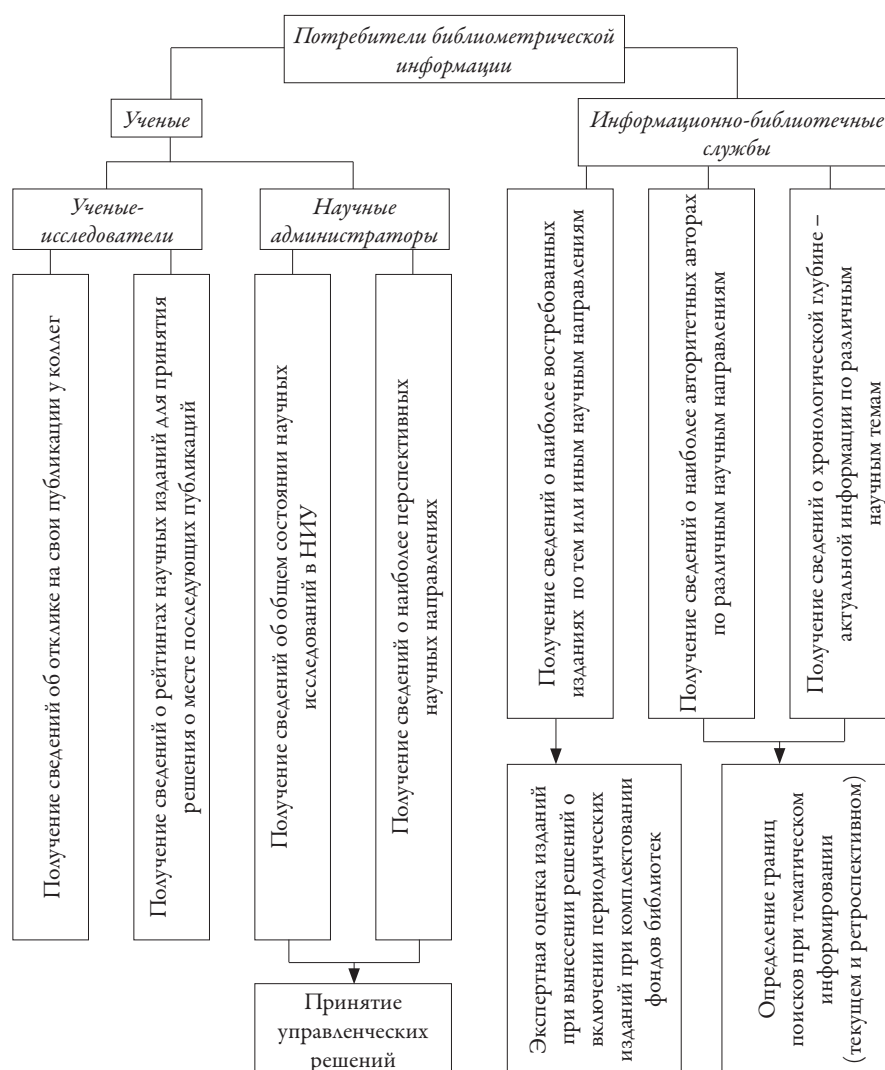 Потребители библиометрической
информации
Ученые
Информационно-библиотечные
службы
Ученые-
исследователи
Научные
администраторы
Получение сведений об отклике на свои публикации у коллег
Получение сведений о рейтингах научных изданий для принятия
решения о месте последующих публикаций
Получение сведений об общем состоянии научных
исследований в НИУ
Получение сведений о наиболее перспективных
научных направлениях
Получение сведений о наиболее востребованных
изданиях по тем или иным научным направлениям
Получение сведений о наиболее авторитетных авторах
по различным научным направлениям
Получение сведений о хронологической глубине –
актуальной информации по различным
научным темам
Принятие
управленческих
решений
Экспертная оценка изданий
при вынесении решений о
включении периодических
изданий при комплектовании
фондов библиотек
Определение границ
поисков при тематическом
информировании
(текущем и ретроспективном)